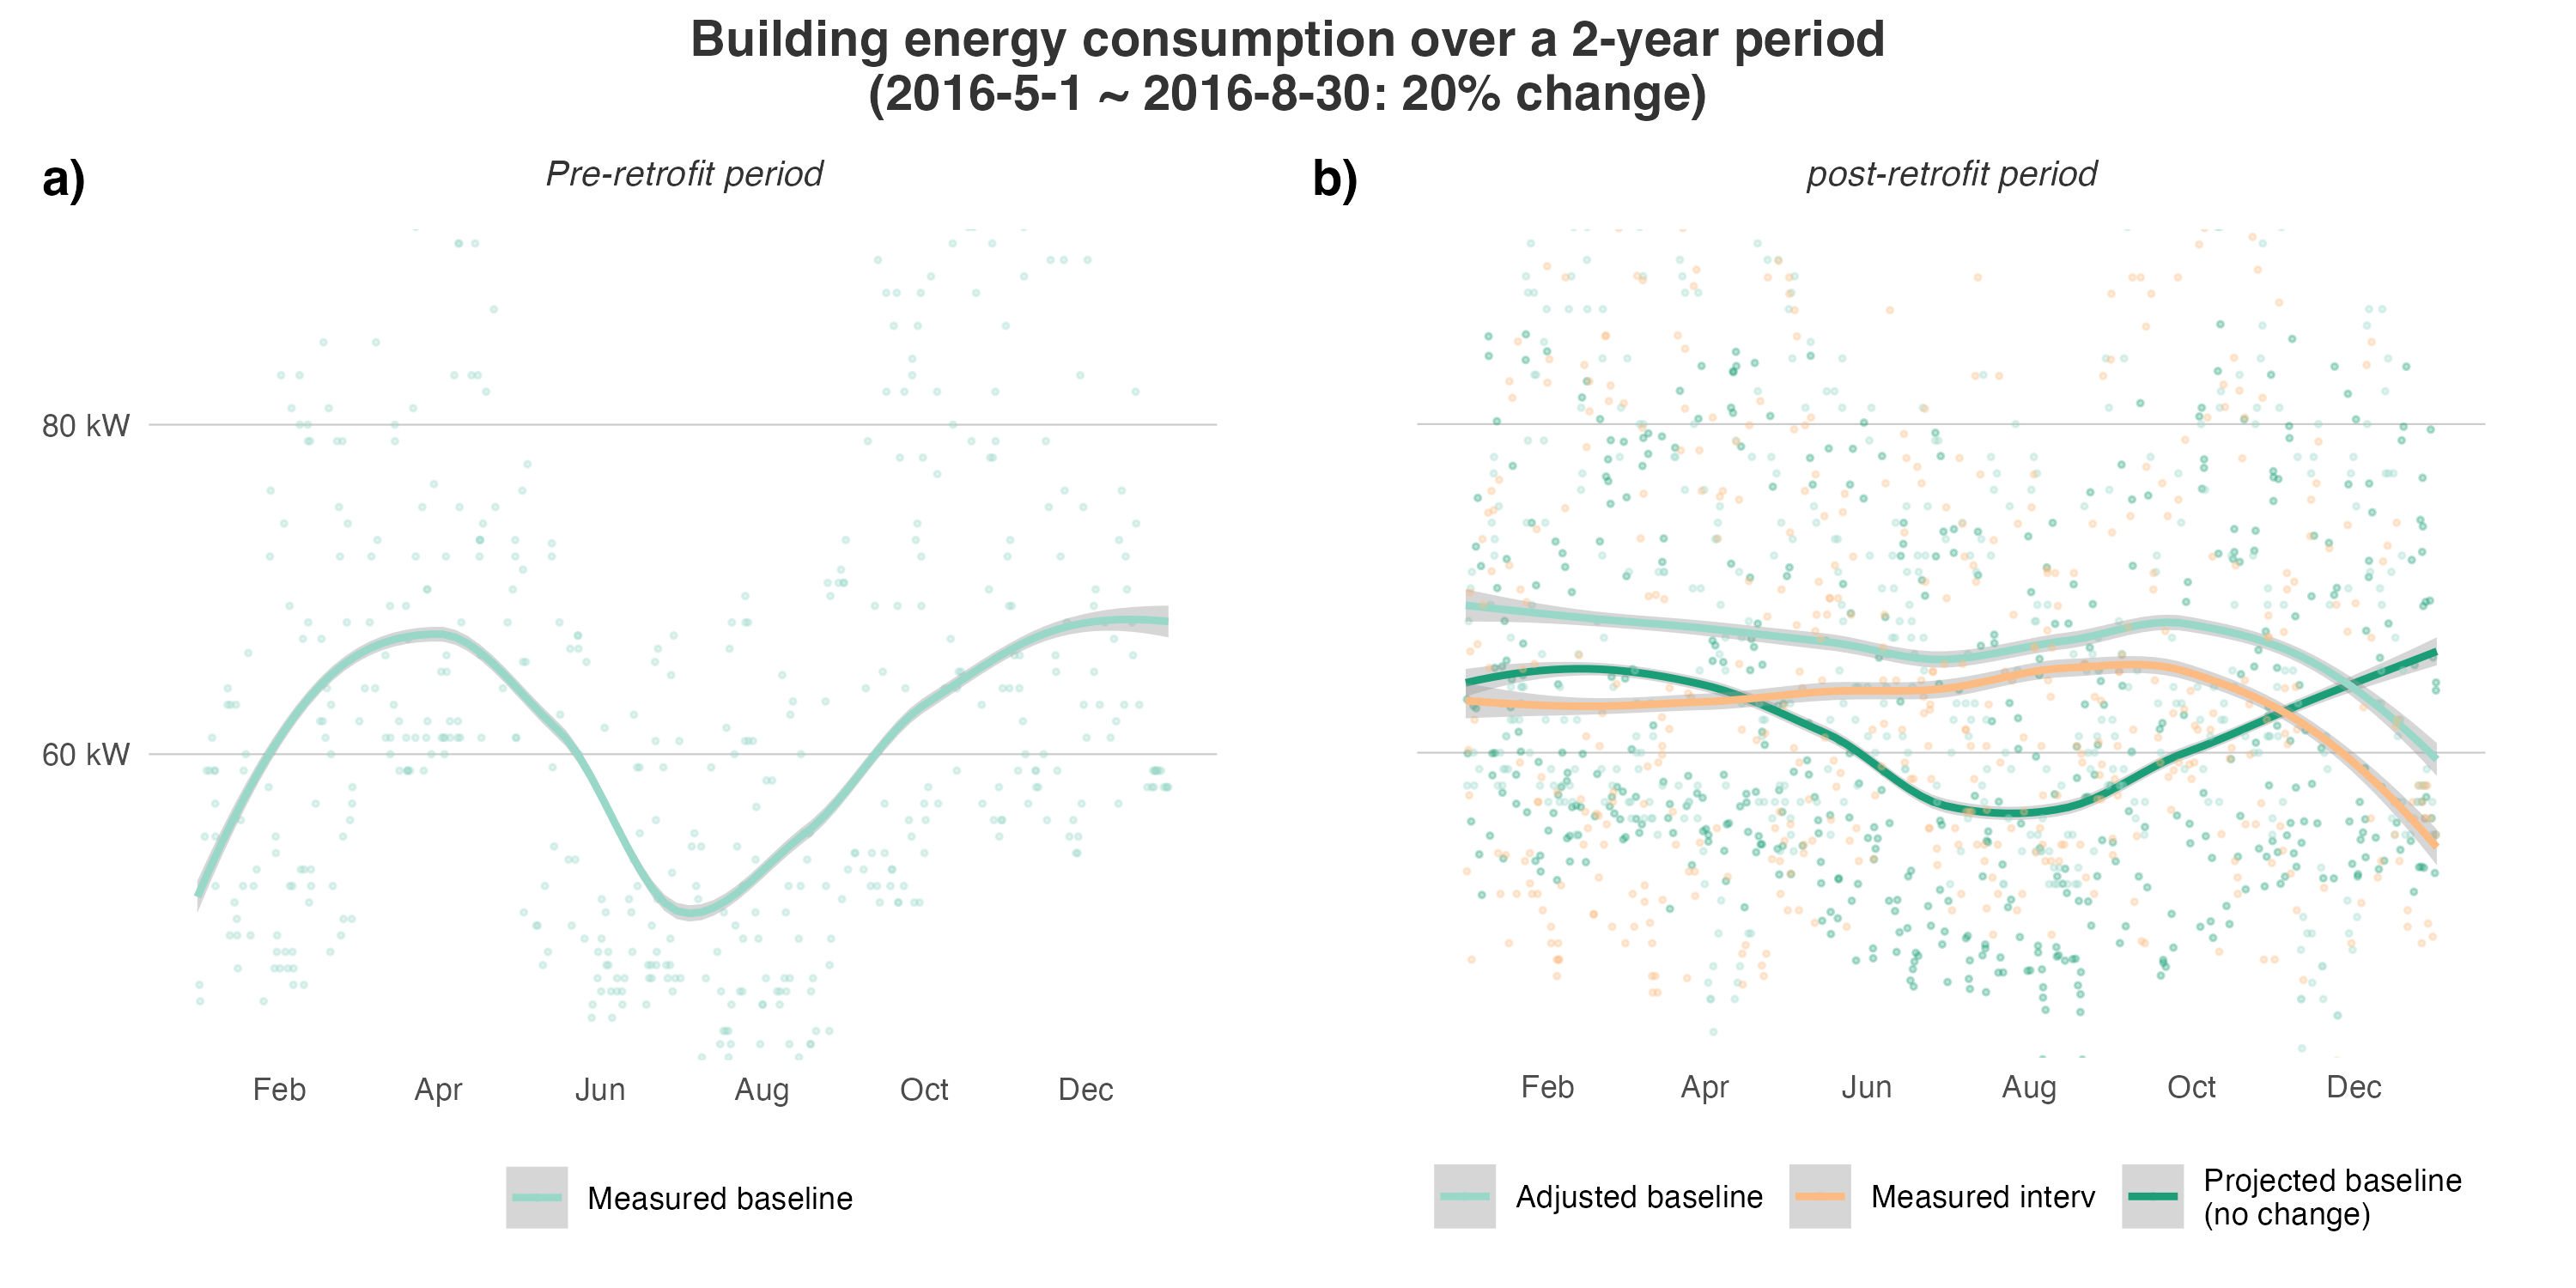 Building energy consumption over a 2-year period
(2016-5-1 ~ 2016-8-30: 20% change)
a)
Pre-retrofit period
80 kW
60 kW
Feb Apr Jun Aug Oct Dec
Measured baseline
b)
post-retrofit period
Feb Apr Jun Aug Oct Dec
Adjusted baseline
Measured interv
Projected baseline
(no change)